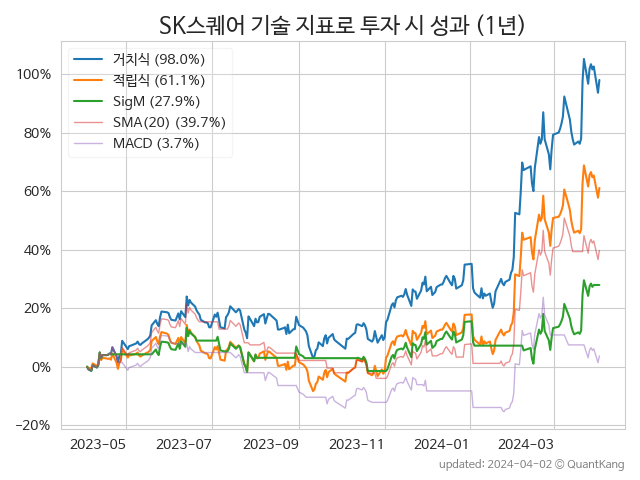 SK스퀘어 기술 지표로 투자 시 성과 (1년)
거치식 (98.0%)
적립식 (61.1%)
SigM (27.9%)
SMA(20) (39.7%)
MACD (3.7%)
100%
80%
60%
40%
20%
0%
−20%
2023-05 2023-07 2023-09 2023-11 2024-01 2024-03
updated: 2024-04-02 © QuantKang